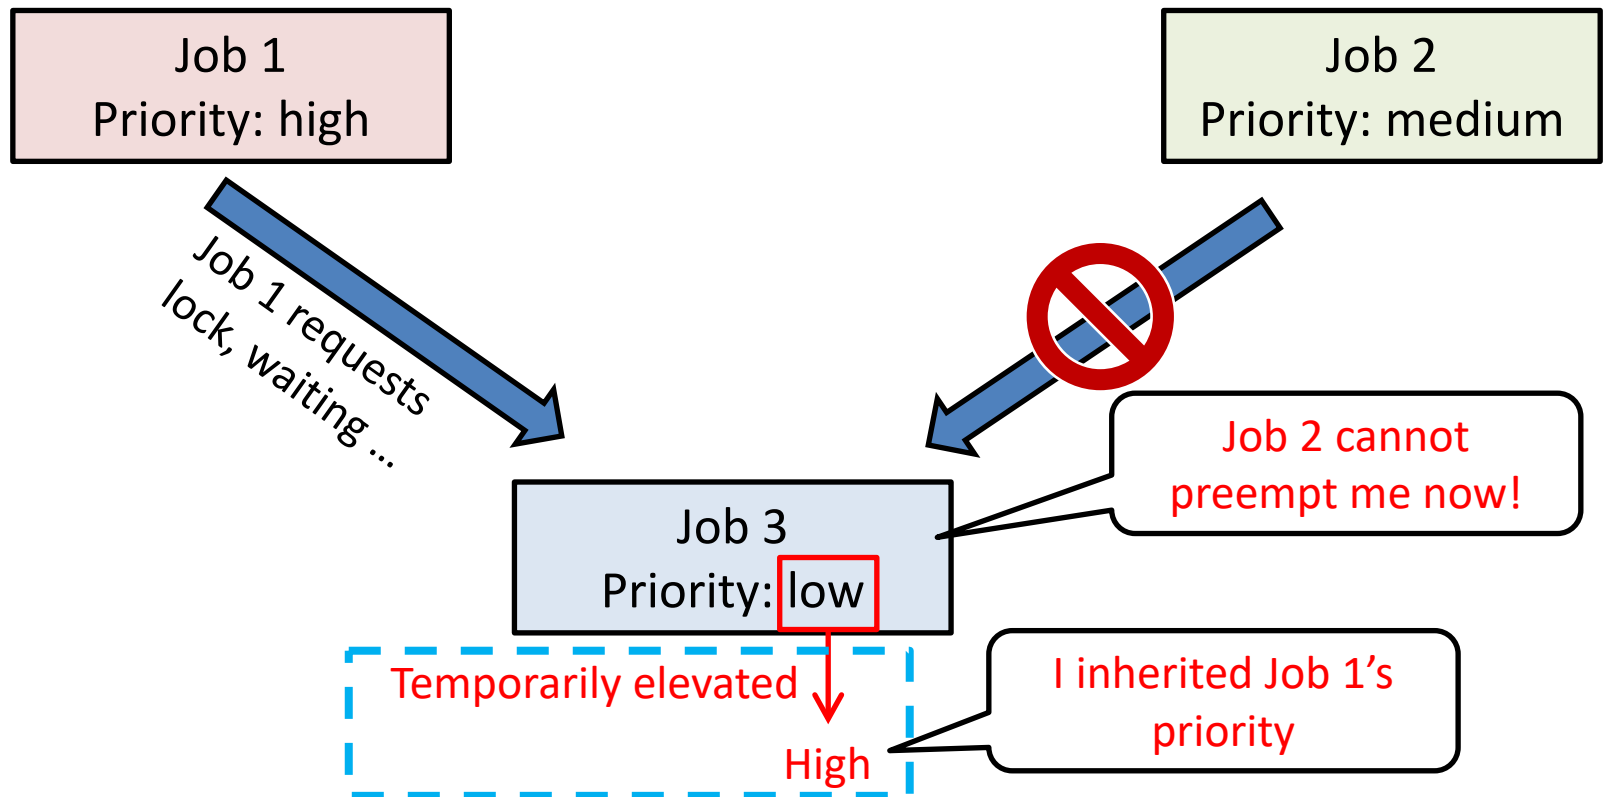 Job 1
Priority: high
Job 2
Priority: medium
Job 1 requests
lock, waiting ...
Job 2 cannot
preempt me now!
Job 3
Priority: low
Temporarily elevated
High
I inherited Job 1’s
priority